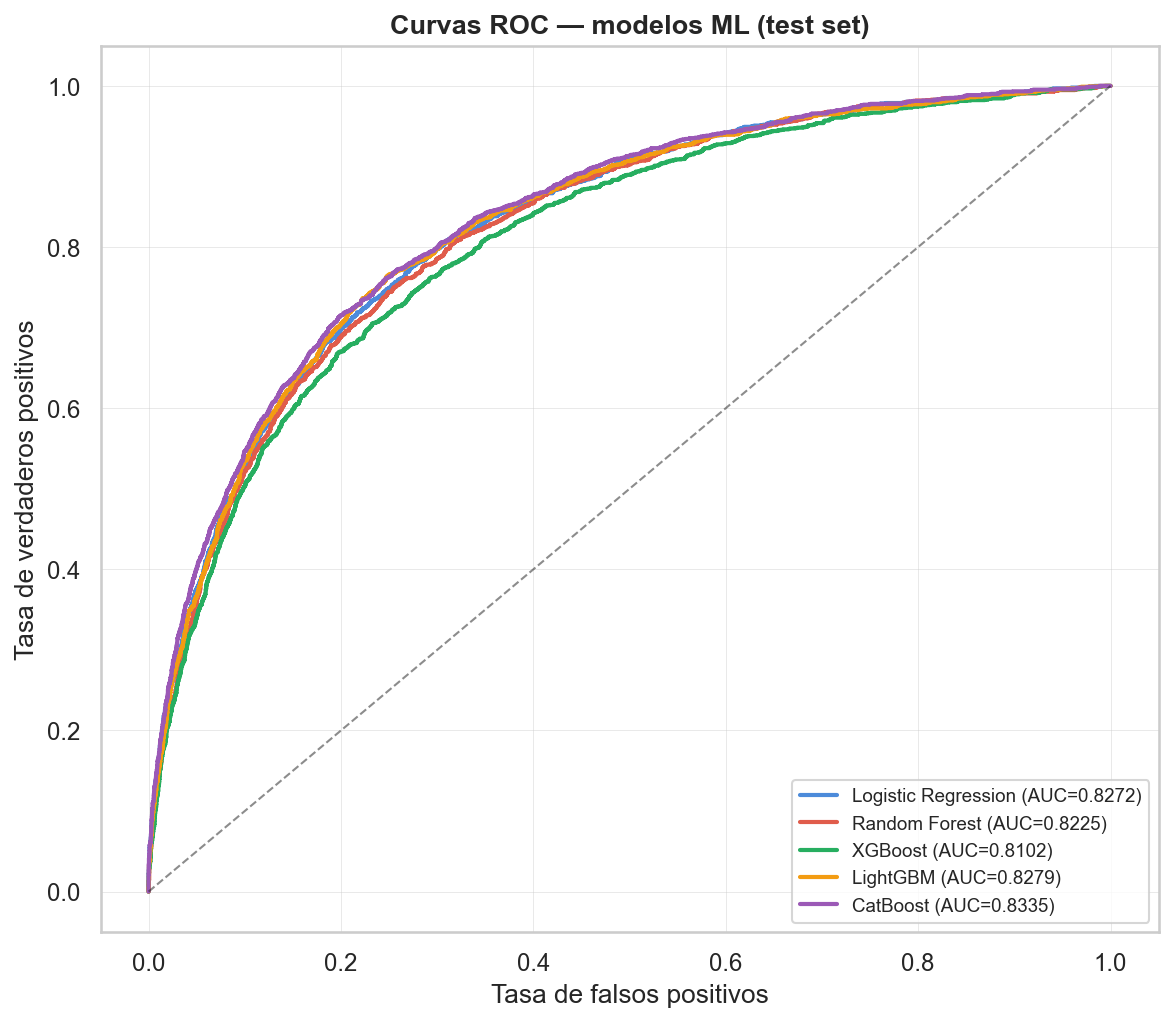 Curvas ROC — modelos ML (test set)
Tasa de verdaderos positivos
1.0
0.8
0.6
0.4
0.2
0.0
0.0 0.2 0.4 0.6 0.8 1.0
Tasa de falsos positivos
Logistic Regression (AUC=0.8272)
Random Forest (AUC=0.8225)
XGBoost (AUC=0.8102)
LightGBM (AUC=0.8279)
CatBoost (AUC=0.8335)